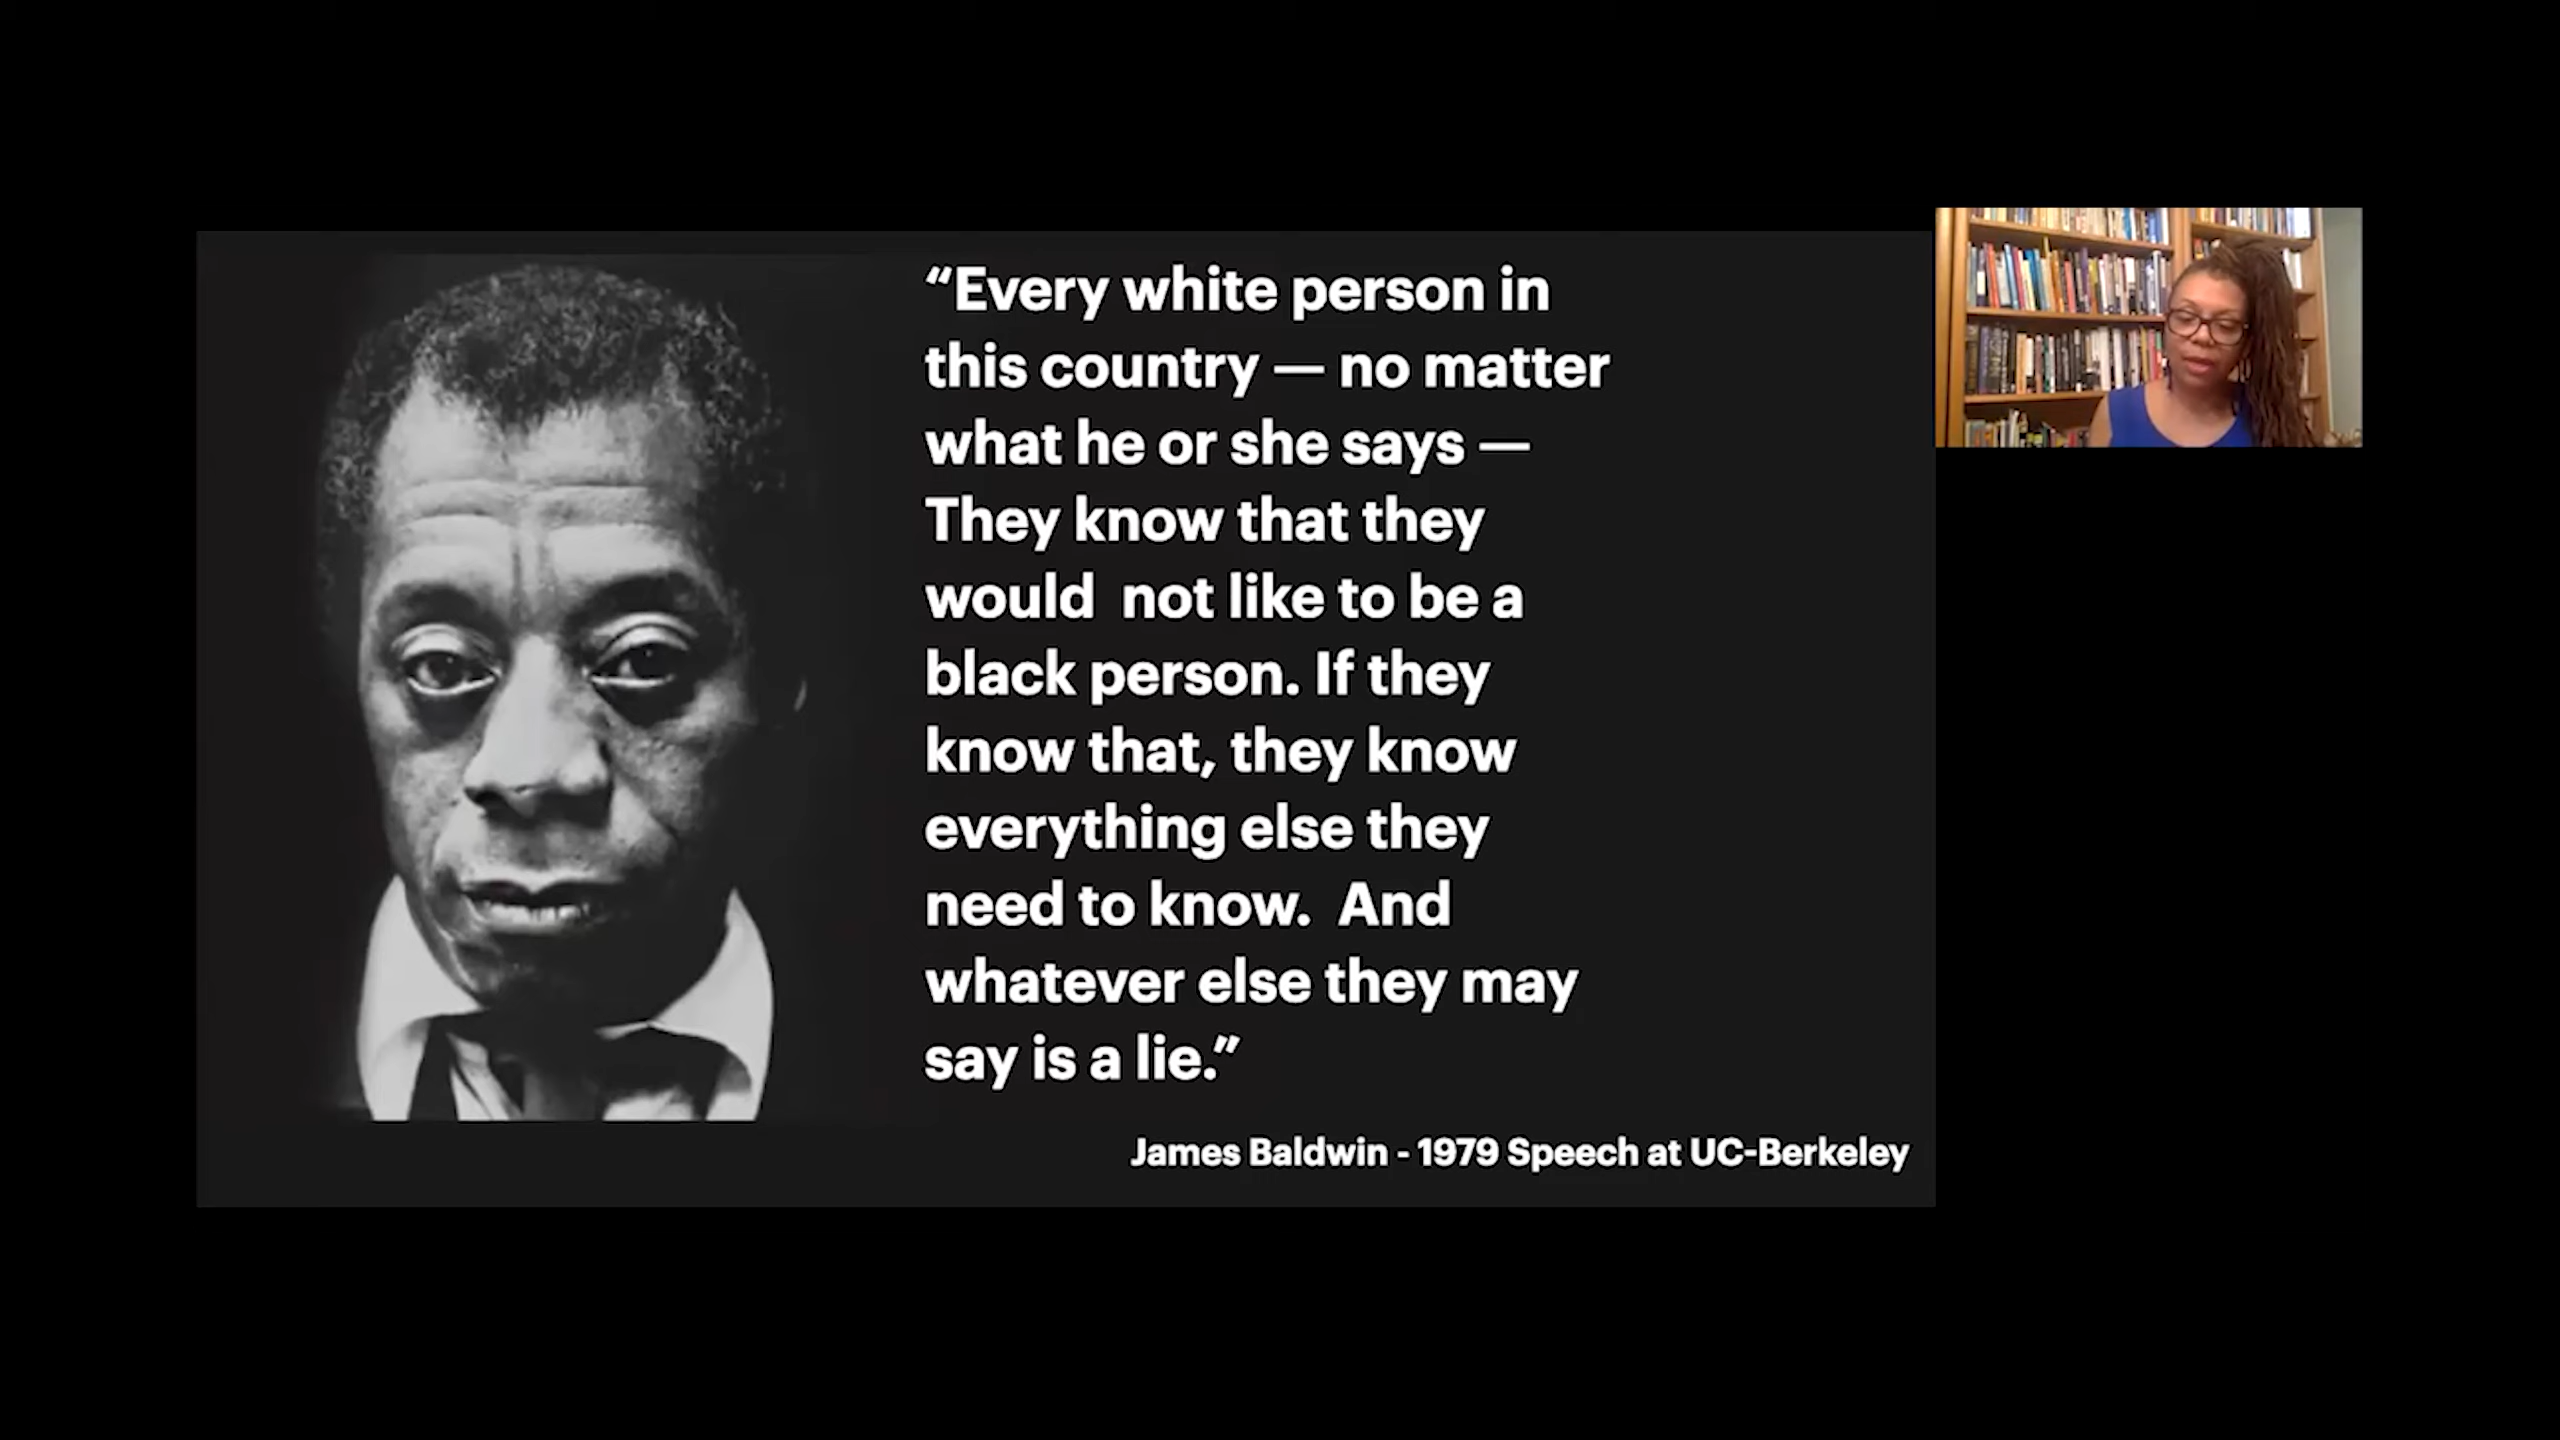 “Every white person in
this country — no matter
what he or she says —
They know that they
would  not like to be a
black person. If they
know that, they know
everything else they
need to know.  And
whatever else they may
say is a lie.”
James Baldwin - 1979 Speech at UC-Berkeley